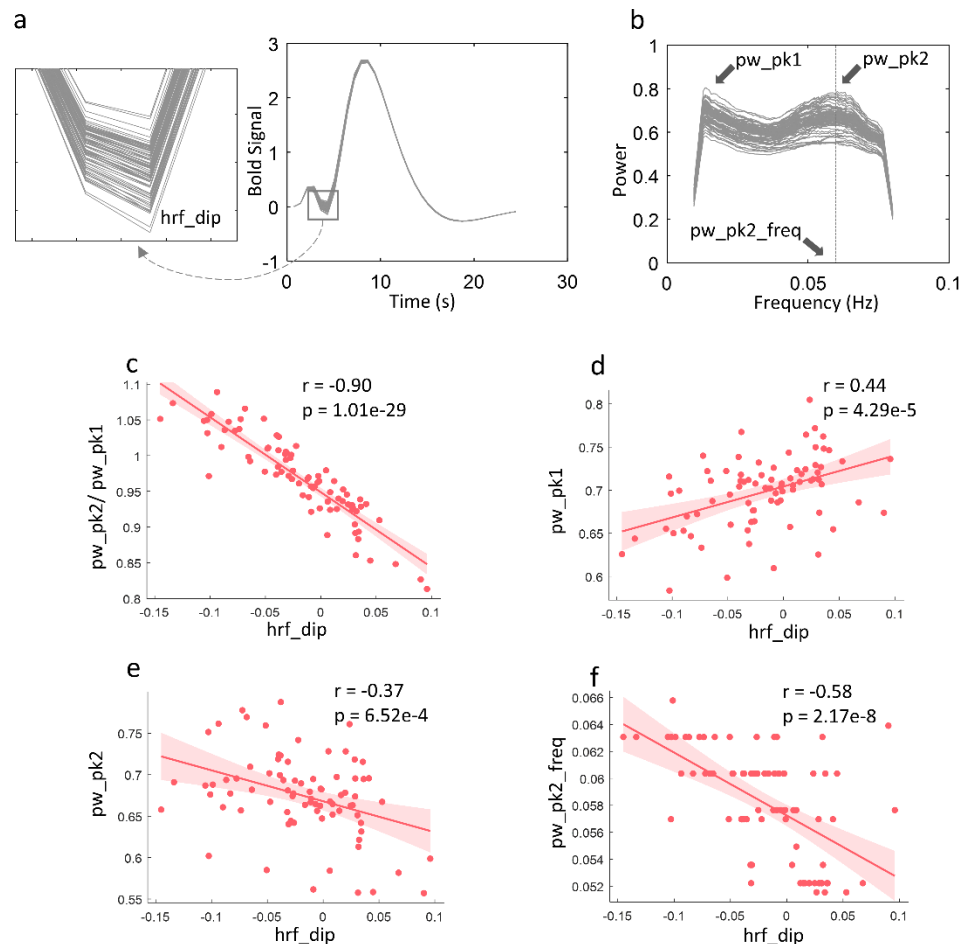 a
hrf_dip
Bold Signal
3
2
1
0
-1
0
10
20
30
Time (s)
b
pw_pk1
pw_pk2
pw_pk2_freq
Power
1
0.8
0.6
0.4
0.2
0
0
0.05
0.1
Frequency (Hz)
c
r = -0.90
p = 1.01e-29
pw_pk2/ pw_pk1
1.1
1.05
1
0.95
0.9
0.85
0.8
-0.15
-0.1
-0.05
0
0.05
0.1
hrf_dip
d
r = 0.44
p = 4.29e-5
pw_pk1
0.8
0.75
0.7
0.65
0.6
-0.15
-0.1
-0.05
0
0.05
0.1
hrf_dip
e
r = -0.37
p = 6.52e-4
pw_pk2
0.75
0.7
0.65
0.6
0.55
-0.15
-0.1
-0.05
0
0.05
0.1
hrf_dip
f
r = -0.58
p = 2.17e-8
pw_pk2_freq
0.066
0.064
0.062
0.06
0.058
0.056
0.054
0.052
-0.15
-0.1
-0.05
0
0.05
0.1
hrf_dip